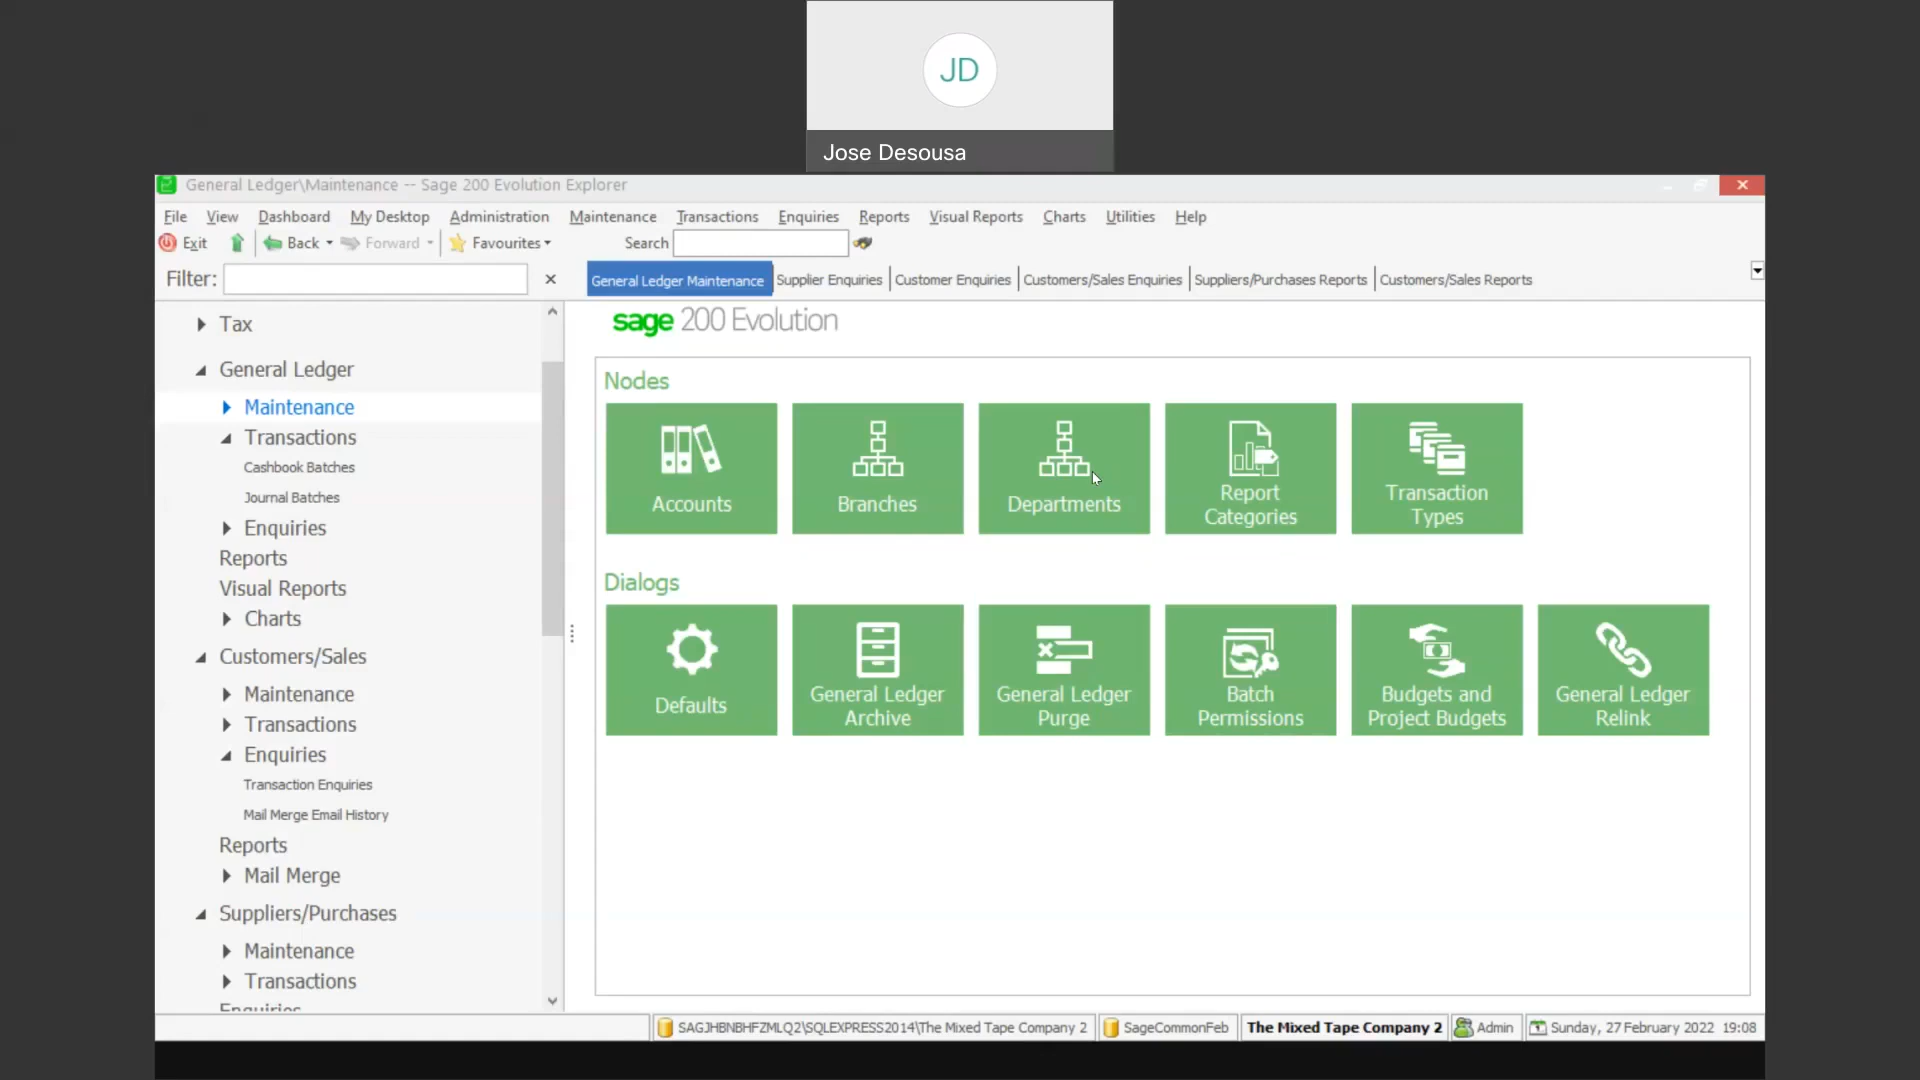 JD
Jose Desousa
General Ledger\Maintenance -- Sage 200 Evolution Explorer
File View Dashboard My Desktop Administration Maintenance Transactions Enquiries Reports Visual Reports Charts Utilities Help
Exit Back Forward Favourites Search
Filter:
General Ledger Maintenance Supplier Enquiries Customer Enquiries Customers/Sales Enquiries Suppliers/Purchases Reports Customers/Sales Reports
Tax
General Ledger
Maintenance
Transactions
Cashbook Batches
Journal Batches
Enquiries
Reports
Visual Reports
Charts
Customers/Sales
Maintenance
Transactions
Enquiries
Transaction Enquiries
Mail Merge Email History
Reports
Mail Merge
Suppliers/Purchases
Maintenance
Transactions
Enquiries
sage 200 Evolution
Nodes
Accounts
Branches
Departments
Report
Categories
Transaction
Types
Dialogs
Defaults
General Ledger
Archive
General Ledger
Purge
Batch
Permissions
Budgets and
Project Budgets
General Ledger
Relink
SAGJHBNBHFZMLQ2\SQLEXPRESS2014\The Mixed Tape Company 2 SageCommonFeb The Mixed Tape Company 2 Admin Sunday, 27 February 2022 19:08